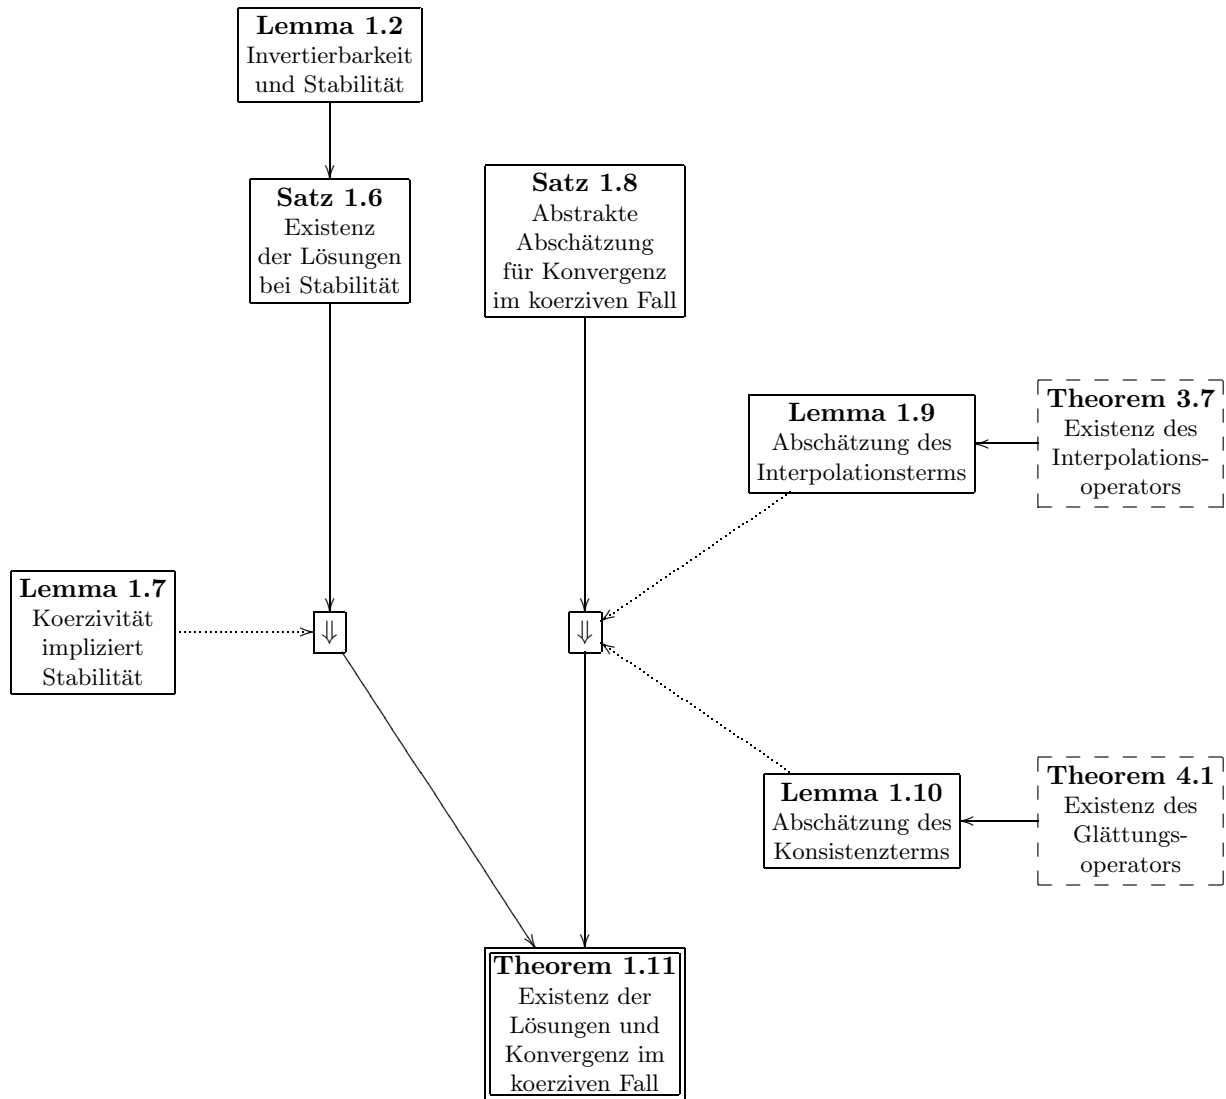 Lemma 1.2
Invertierbarkeit
und Stabilität
Satz 1.6
Existenz
der Lösungen
bei Stabilität
Satz 1.8
Abstrakte
Abschätzung
für Konvergenz
im koerziven Fall
Lemma 1.9
Abschätzung des
Interpolationsterms
Theorem 3.7
Existenz des
Interpolations-
operators
Lemma 1.7
Koerzivität
impliziert
Stabilität
⇓
⇓
Lemma 1.10
Abschätzung des
Konsistenzterms
Theorem 4.1
Existenz des
Glättungs-
operators
Theorem 1.11
Existenz der
Lösungen und
Konvergenz im
koerziven Fall